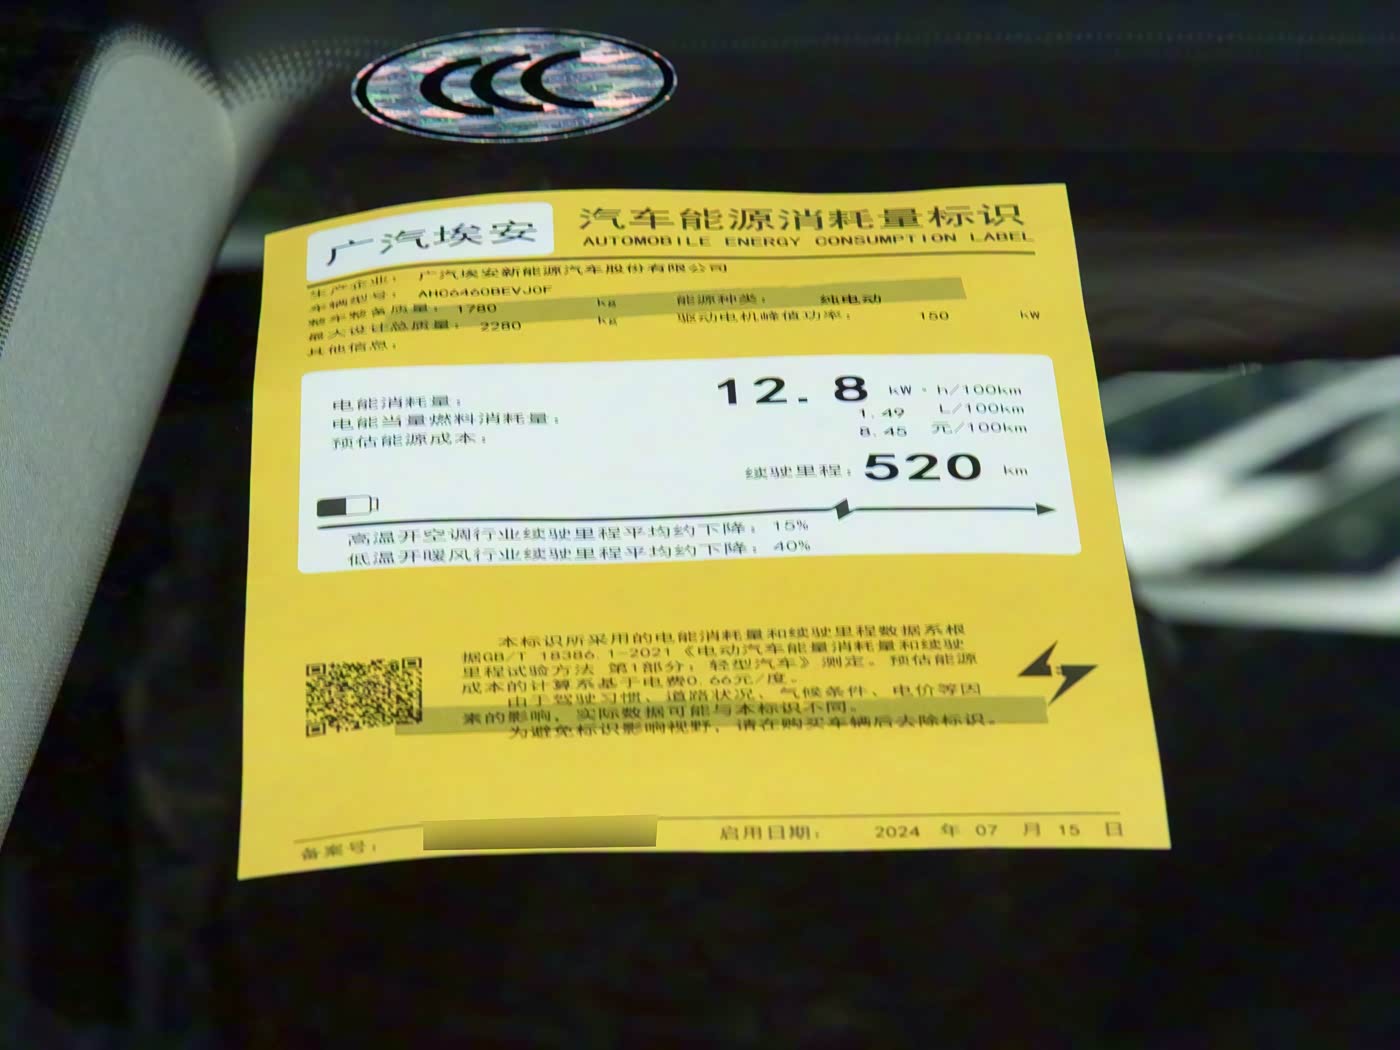 CCC
广汽埃安 汽车能源消耗量标识
AUTOMOBILE ENERGY CONSUMPTION LABEL
生产企业: 广汽埃安新能源汽车股份有限公司
车辆型号: AHC6460BEVJ0F
整车整备质量: 1780 kg 能源种类: 纯电动
最大设计总质量: 2280 kg 驱动电机峰值功率: 150 kW
其他信息:
电能消耗量: 12.8 kW·h/100km
电能当量燃料消耗量: 1.49 L/100km
预估能源成本: 8.45 元/100km
续驶里程: 520 km
高温开空调行业续驶里程平均约下降: 15%
低温开暖风行业续驶里程平均约下降: 40%
本标识所采用的电能消耗量和续驶里程数据系根
据GB/T 18386.1-2021《电动汽车能量消耗量和续驶
里程试验方法 第1部分: 轻型汽车》测定。预估能源
成本的计算系基于电费0.66元/度。
由于驾驶习惯、道路状况、气候条件、电价等因
来的影响, 实际数据可能与本标识不同。
为避免标识影响视野, 请在购买车辆后去除标识。
备案号: 启用日期: 2024 年 07 月 15 日